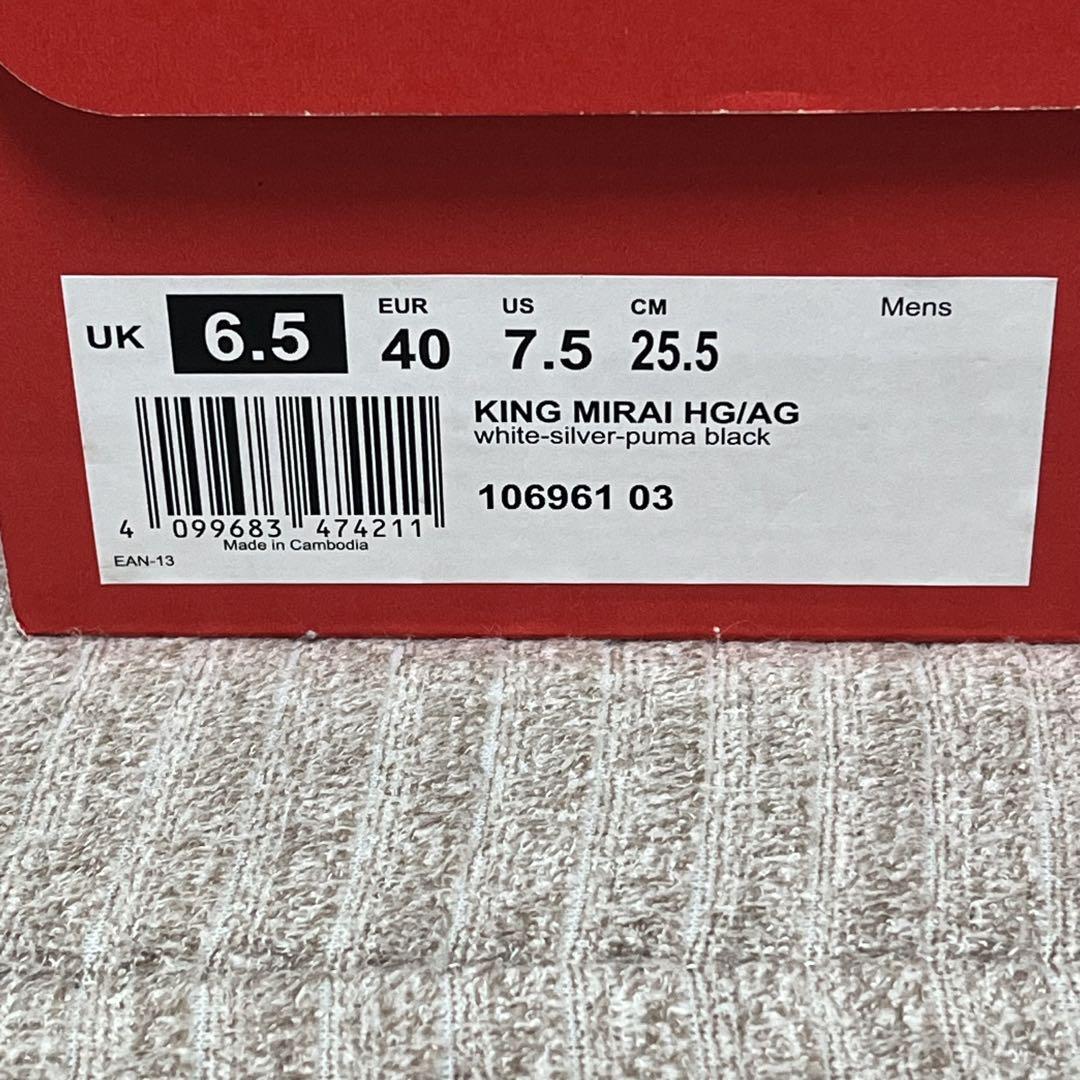 UK 6.5 EUR 40 US 7.5 CM 25.5 Mens
KING MIRAI HG/AG
white-silver-puma black
106961 03
4 099683 474211
Made in Cambodia
EAN-13